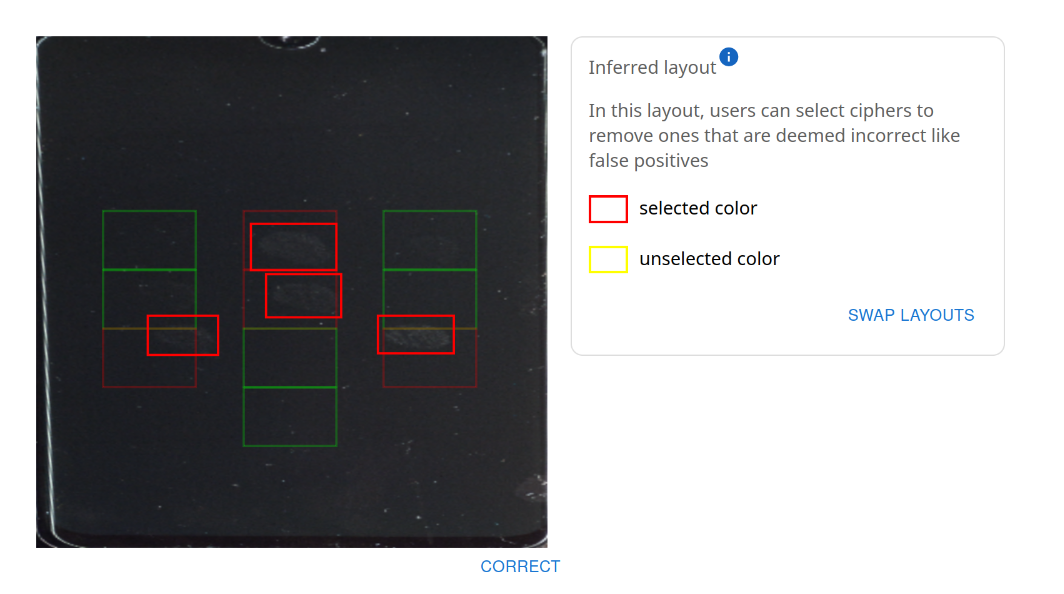 Inferred layout
In this layout, users can select ciphers to
remove ones that are deemed incorrect like
false positives
selected color
unselected color
SWAP LAYOUTS
CORRECT